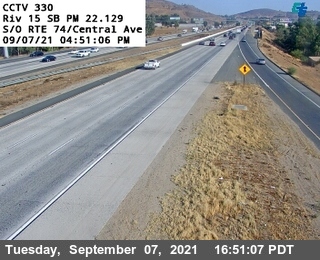 CCTV 330
Riv 15 SB PM 22.129
S/O RTE 74/Central Ave
09/07/21 04:51:06 PM
Tuesday, September 07, 2021 16:51:07 PDT